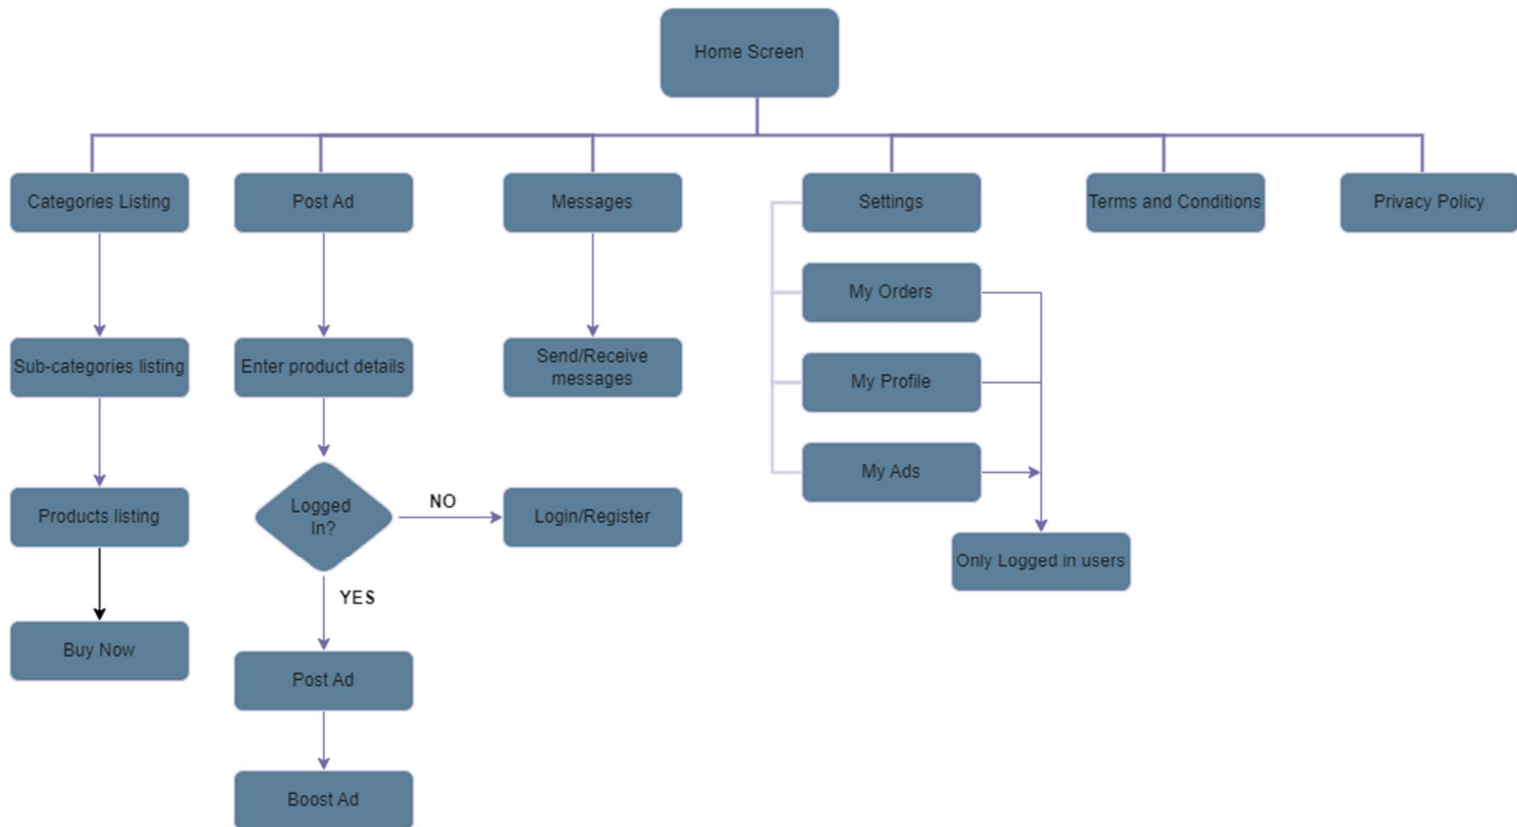 Home Screen
Categories Listing
Post Ad
Messages
Settings
Terms and Conditions
Privacy Policy
My Orders
Sub-categories listing
Enter product details
Send/Receive
messages
My Profile
My Ads
Products listing
Logged
In?
NO
Login/Register
Only Logged in users
YES
Buy Now
Post Ad
Boost Ad